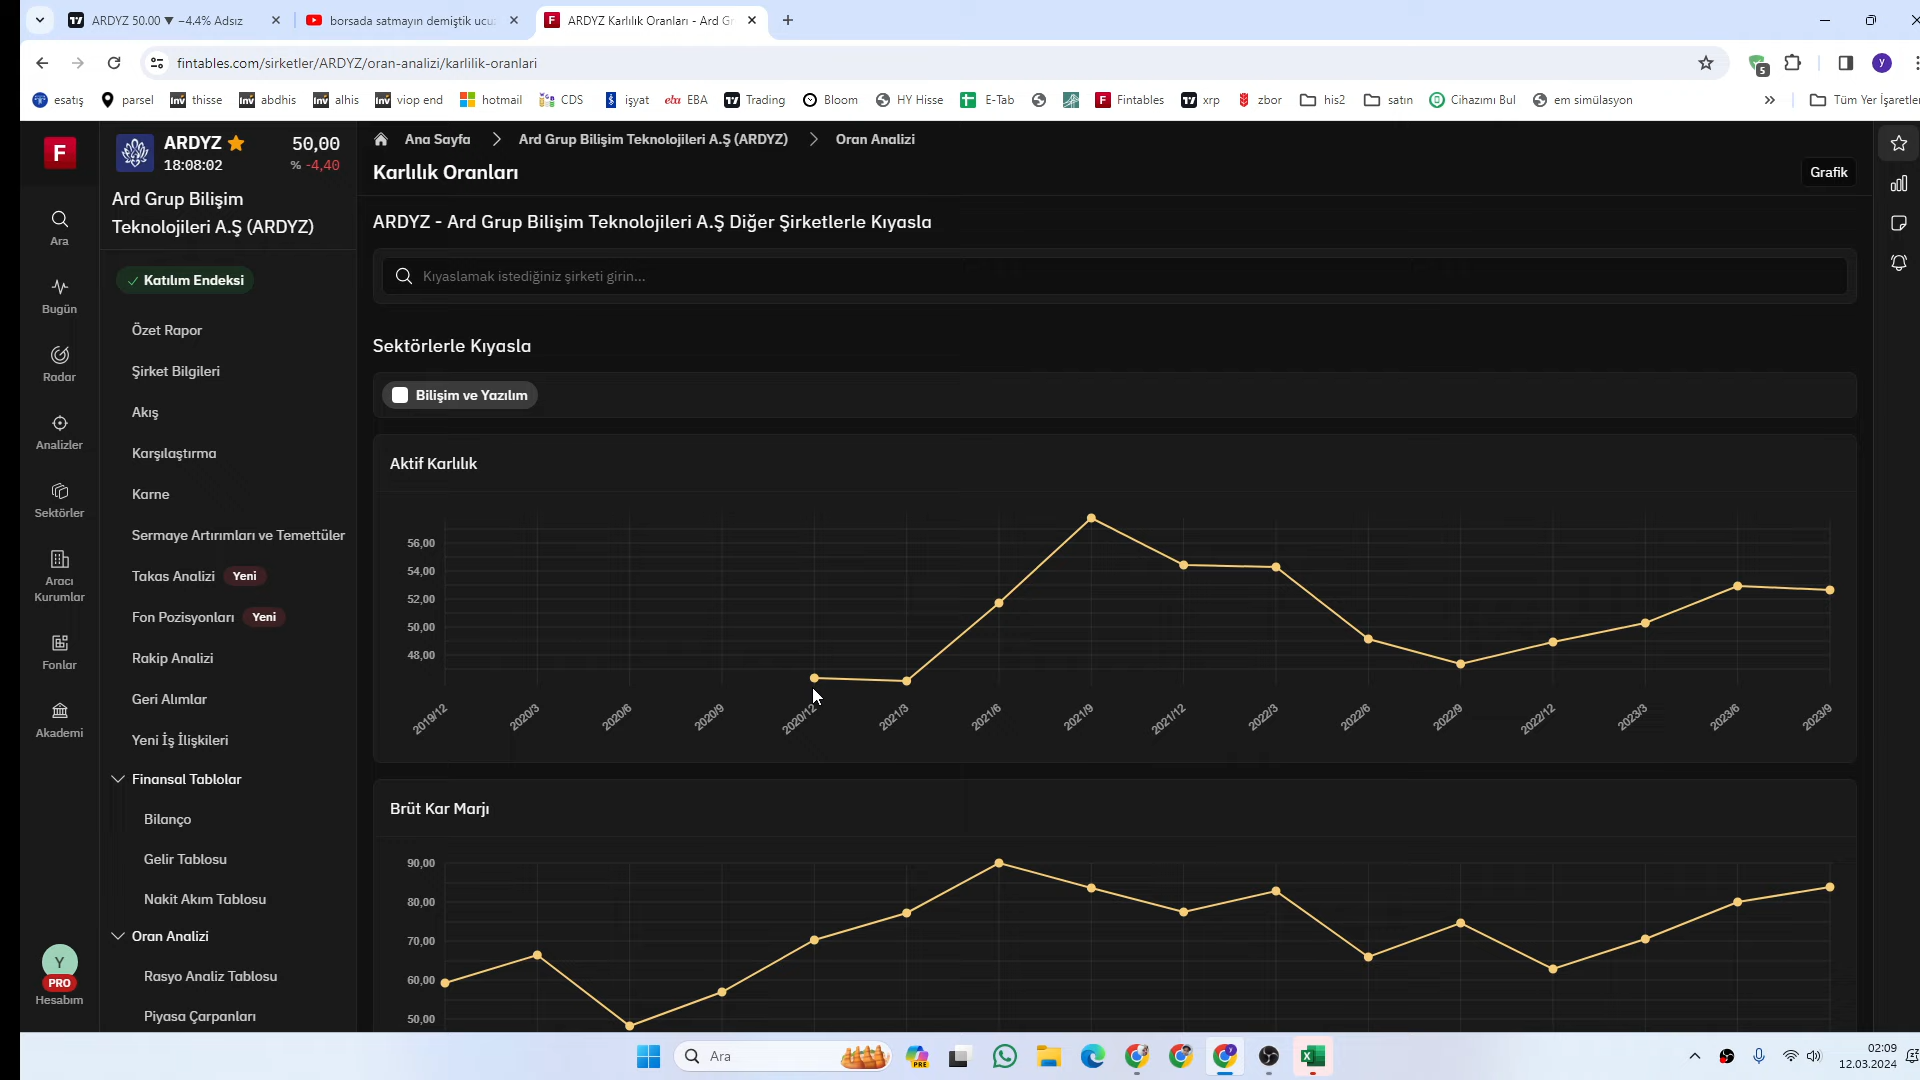 ARDYZ 50.00 ▼ −4.4% Adsız
borsada satmayın demiştik ucu
ARDYZ Karlılık Oranları - Ard Gr
fintables.com/sirketler/ARDYZ/oran-analizi/karlilik-oranlari
5
y
esatış
parsel
thisse
abdhis
alhis
viop end
hotmail
CDS
işyat
eba EBA
Trading
Bloom
HY Hisse
E-Tab
Fintables
xrp
zbor
his2
satın
Cihazımı Bul
em simülasyon
Tüm Yer İşaretler
F
Ara
Bugün
Radar
Analizler
Sektörler
Aracı
Kurumlar
Fonlar
Akademi
Y
PRO
Hesabım
ARDYZ
50,00
18:08:02
% -4,40
Ard Grup Bilişim
Teknolojileri A.Ş (ARDYZ)
Katılım Endeksi
Özet Rapor
Şirket Bilgileri
Akış
Karşılaştırma
Karne
Sermaye Artırımları ve Temettüler
Takas Analizi Yeni
Fon Pozisyonları Yeni
Rakip Analizi
Geri Alımlar
Yeni İş İlişkileri
Finansal Tablolar
Bilanço
Gelir Tablosu
Nakit Akım Tablosu
Oran Analizi
Rasyo Analiz Tablosu
Piyasa Çarpanları
Ana Sayfa
Ard Grup Bilişim Teknolojileri A.Ş (ARDYZ)
Oran Analizi
Karlılık Oranları
Grafik
ARDYZ - Ard Grup Bilişim Teknolojileri A.Ş Diğer Şirketlerle Kıyasla
Kıyaslamak istediğiniz şirketi girin...
Sektörlerle Kıyasla
Bilişim ve Yazılım
Aktif Karlılık
56,00
54,00
52,00
50,00
48,00
2019/12
2020/3
2020/6
2020/9
2020/12
2021/3
2021/6
2021/9
2021/12
2022/3
2022/6
2022/9
2022/12
2023/3
2023/6
2023/9
Brüt Kar Marjı
90,00
80,00
70,00
60,00
50,00
Ara
PRE
02:09
12.03.2024